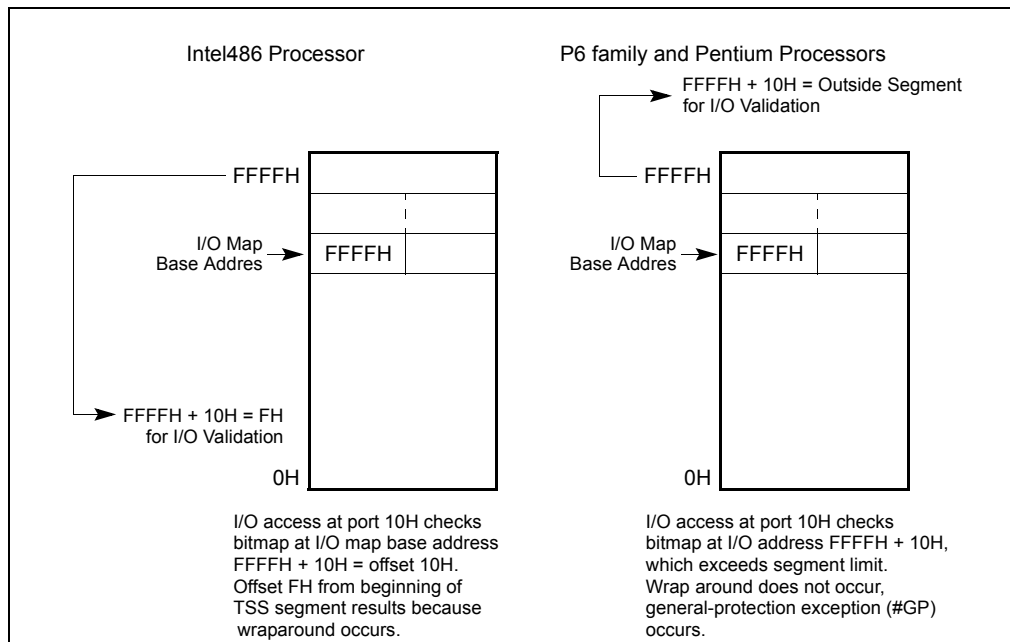 Intel486 Processor
FFFFH
I/O Map
Base Addres
FFFFH
FFFFH + 10H = FH
for I/O Validation
0H
I/O access at port 10H checks
bitmap at I/O map base address
FFFFH + 10H = offset 10H.
Offset FH from beginning of
TSS segment results because
wraparound occurs.
P6 family and Pentium Processors
FFFFH + 10H = Outside Segment
for I/O Validation
FFFFH
I/O Map
Base Addres
FFFFH
0H
I/O access at port 10H checks
bitmap at I/O address FFFFH + 10H,
which exceeds segment limit.
Wrap around does not occur,
general-protection exception (#GP)
occurs.